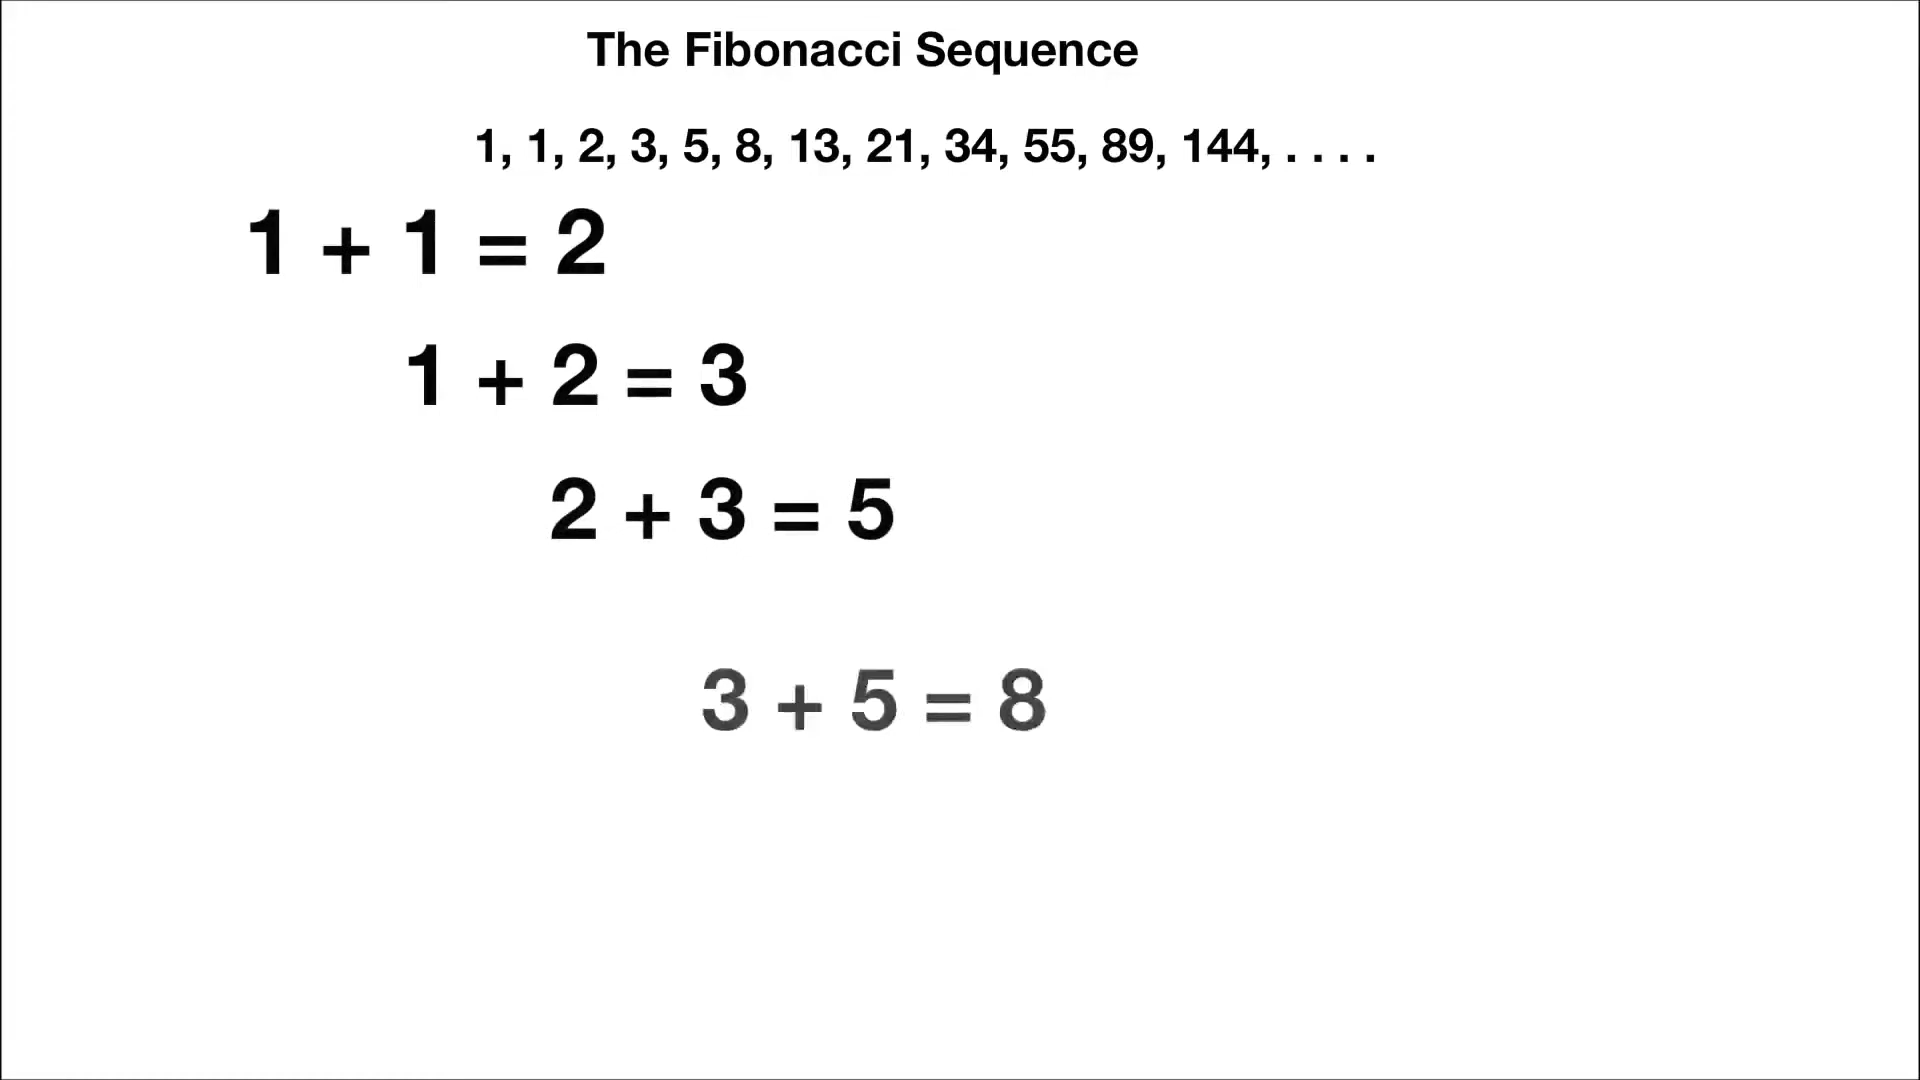 The Fibonacci Sequence
1, 1, 2, 3, 5, 8, 13, 21, 34, 55, 89, 144, . . . .
1 + 1 = 2
1 + 2 = 3
2 + 3 = 5
3 + 5 = 8